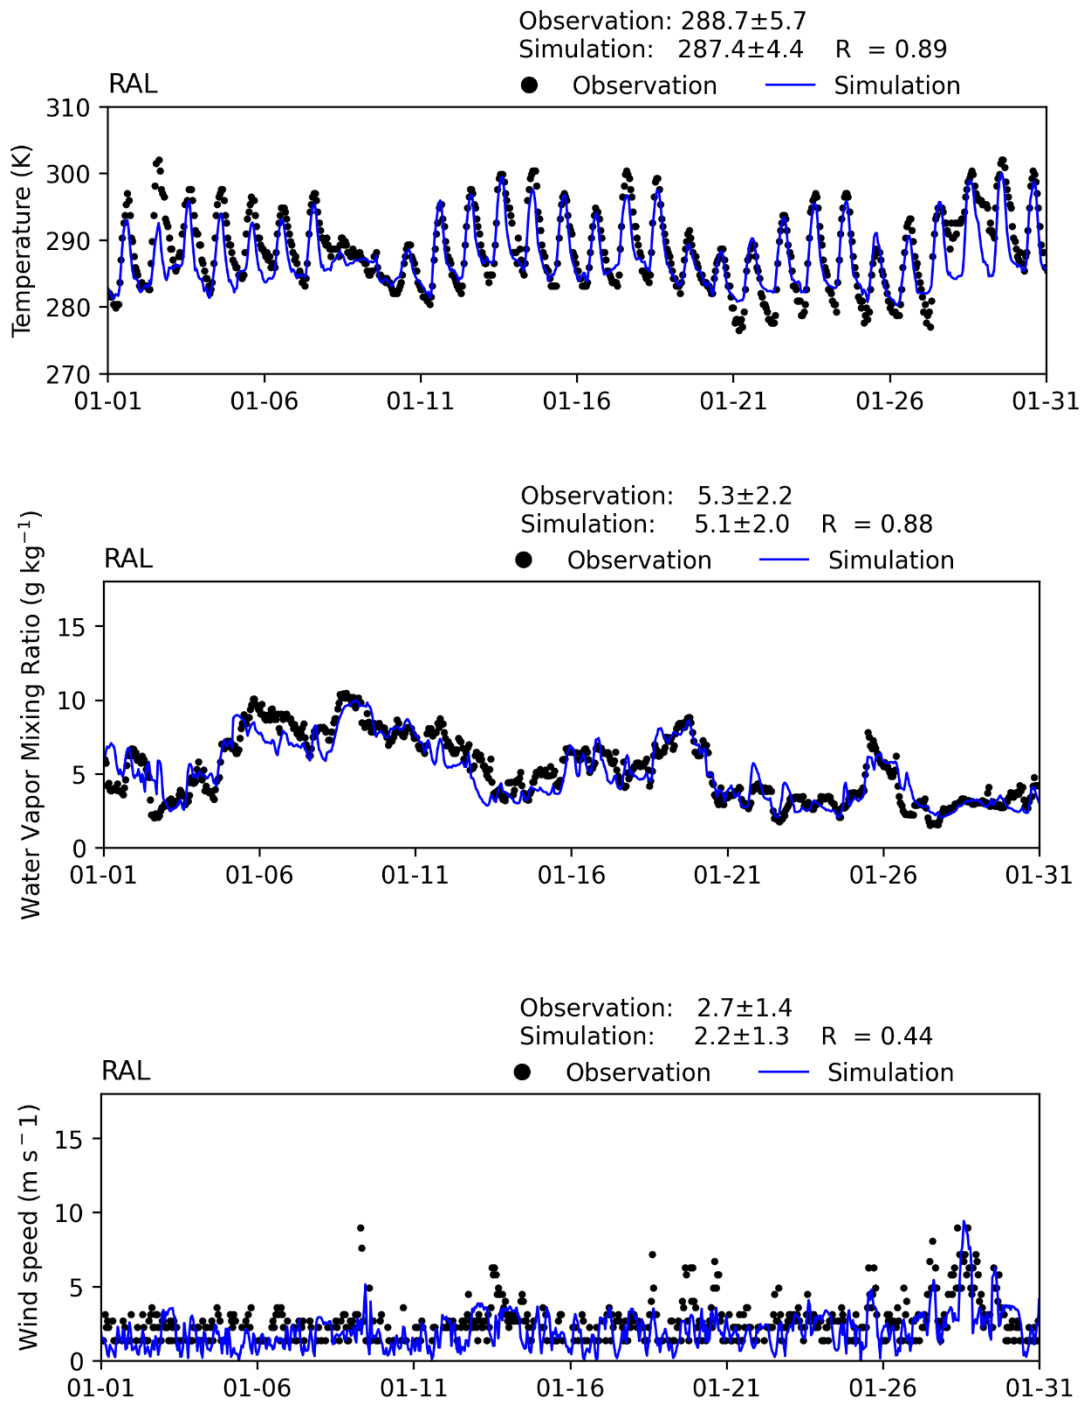 Observation: 288.7±5.7
Simulation: 287.4±4.4 R = 0.89
RAL
Observation Simulation
Temperature (K)
310
300
290
280
270
01-01 01-06 01-11 01-16 01-21 01-26 01-31
Observation: 5.3±2.2
Simulation: 5.1±2.0 R = 0.88
RAL
Observation Simulation
Water Vapor Mixing Ratio (g kg⁻¹)
15
10
5
0
01-01 01-06 01-11 01-16 01-21 01-26 01-31
Observation: 2.7±1.4
Simulation: 2.2±1.3 R = 0.44
RAL
Observation Simulation
Wind speed (m s⁻1)
15
10
5
0
01-01 01-06 01-11 01-16 01-21 01-26 01-31